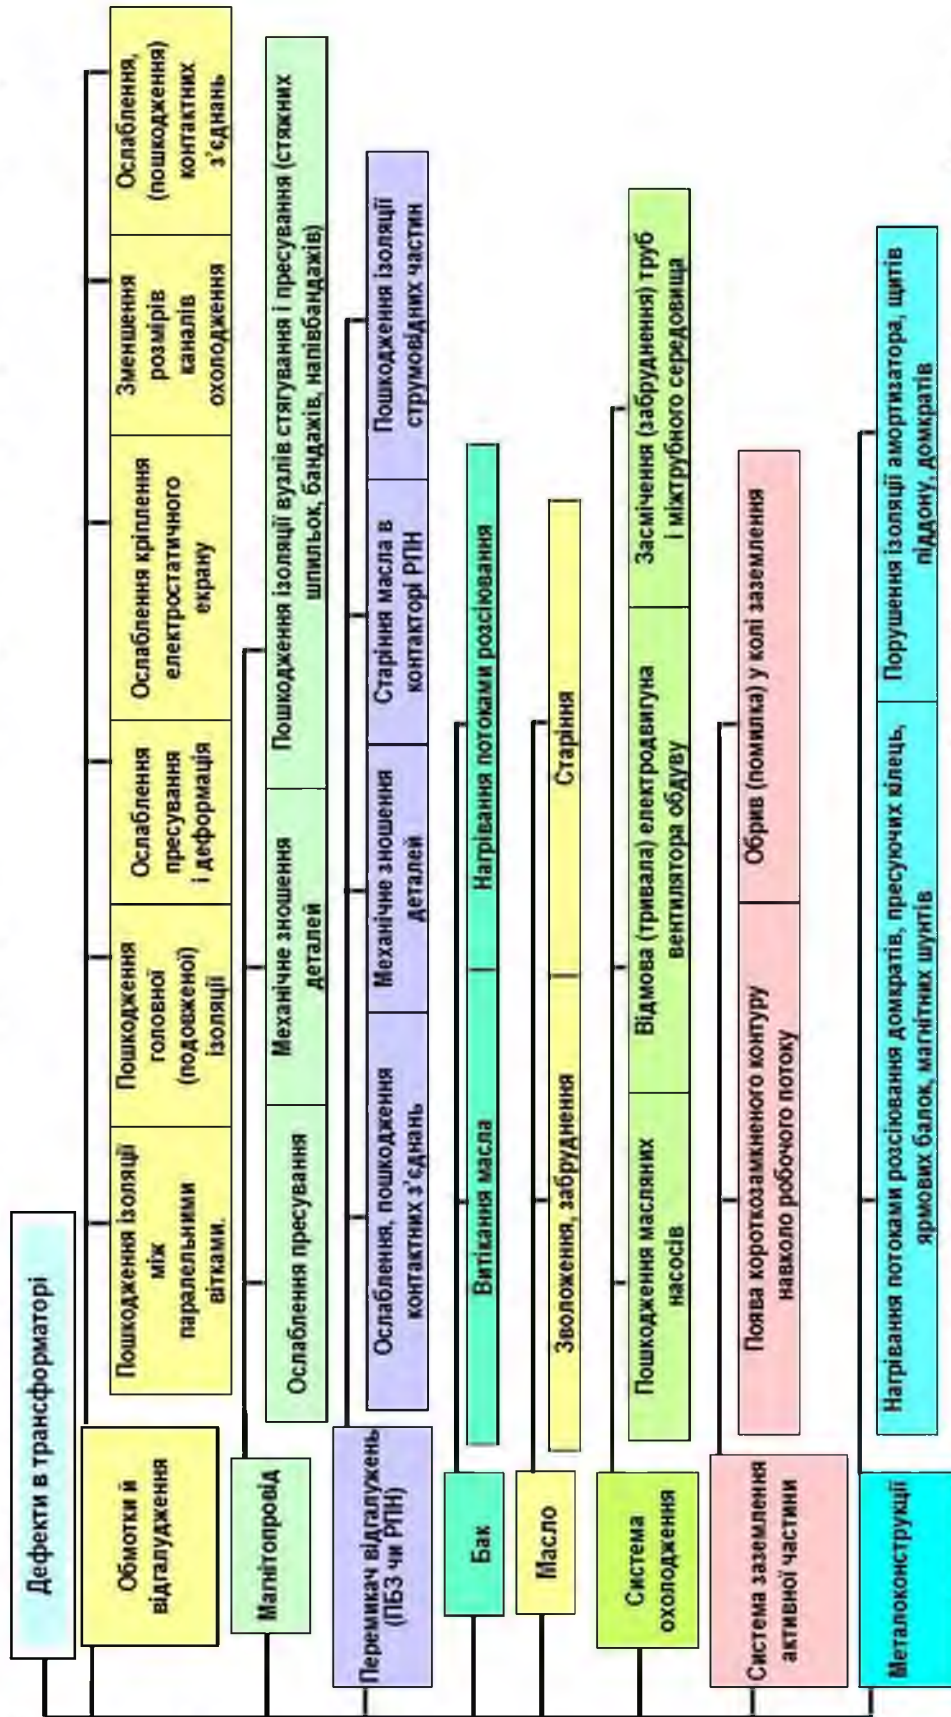 Дефекти в трансформаторі
Обмотки й
відгалудження
Пошкодження ізоляції
між
паралельними
вітками.
Пошкодження
головної
(подовженої)
ізоляції
Ослаблення
пресування
і деформація
Ослаблення кріплення
електростатичного
екрану
Зменшення
розмірів
каналів
охолодження
Ослаблення,
(пошкодження)
контактних
з'єднань
Магнітопровід
Ослаблення пресування
Механічне зношення
деталей
Пошкодження ізоляції вузлів стягування і пресування (стяжних
шпильок, бандажів, напівбандажів)
Перемикач відгалужень
(ПБЗ чи РПН)
Ослаблення, пошкодження
контактних з'єднань
Механічне зношення
деталей
Старіння масла в
контакторі РПН
Пошкодження ізоляції
струмовідних частин
Бак
Витікання масла
Нагрівання потоками розсіювання
Масло
Зволоження, забруднення
Старіння
Система
охолодження
Пошкодження масляних
насосів
Відмова (тривала) електродвигуна
вентилятора обдуву
Засмічення (забруднення) труб
і міжтрубного середовища
Система заземлення
активної частини
Поява короткозамкненого контуру
навколо робочого потоку
Обрив (помилка) у колі заземлення
Металоконструкції
Нагрівання потоками розсіювання домкратів, пресуючих кілець,
ярмових балок, магнітних шунтів
Порушення ізоляції амортизатора, щитів
піддону, домкратів